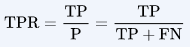 TPR = TP / P = TP / (TP + FN)